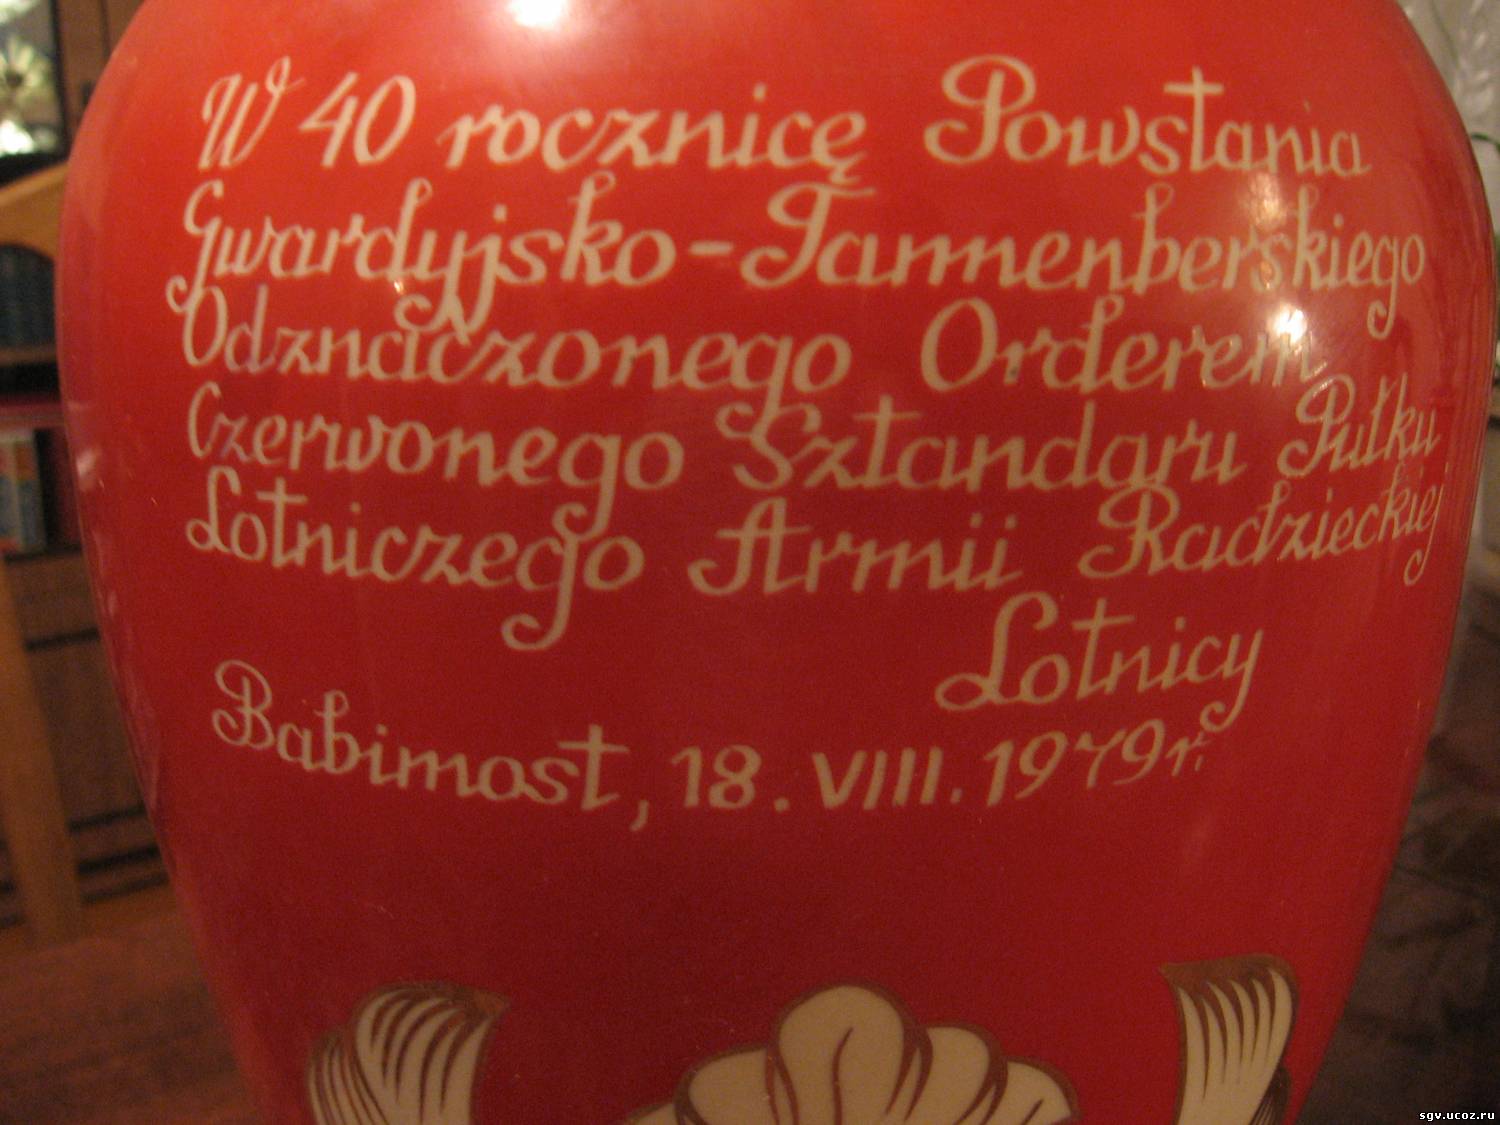 W 40 rocznicę Powstania
Gwardyjsko-Tannenberskiego
Odznaczonego Orderem
Czerwonego Sztandaru Pułku
Lotniczego Armii Radzieckiej
Lotnicy
Babimost, 18. VIII. 1979 r.
sgv.ucoz.ru